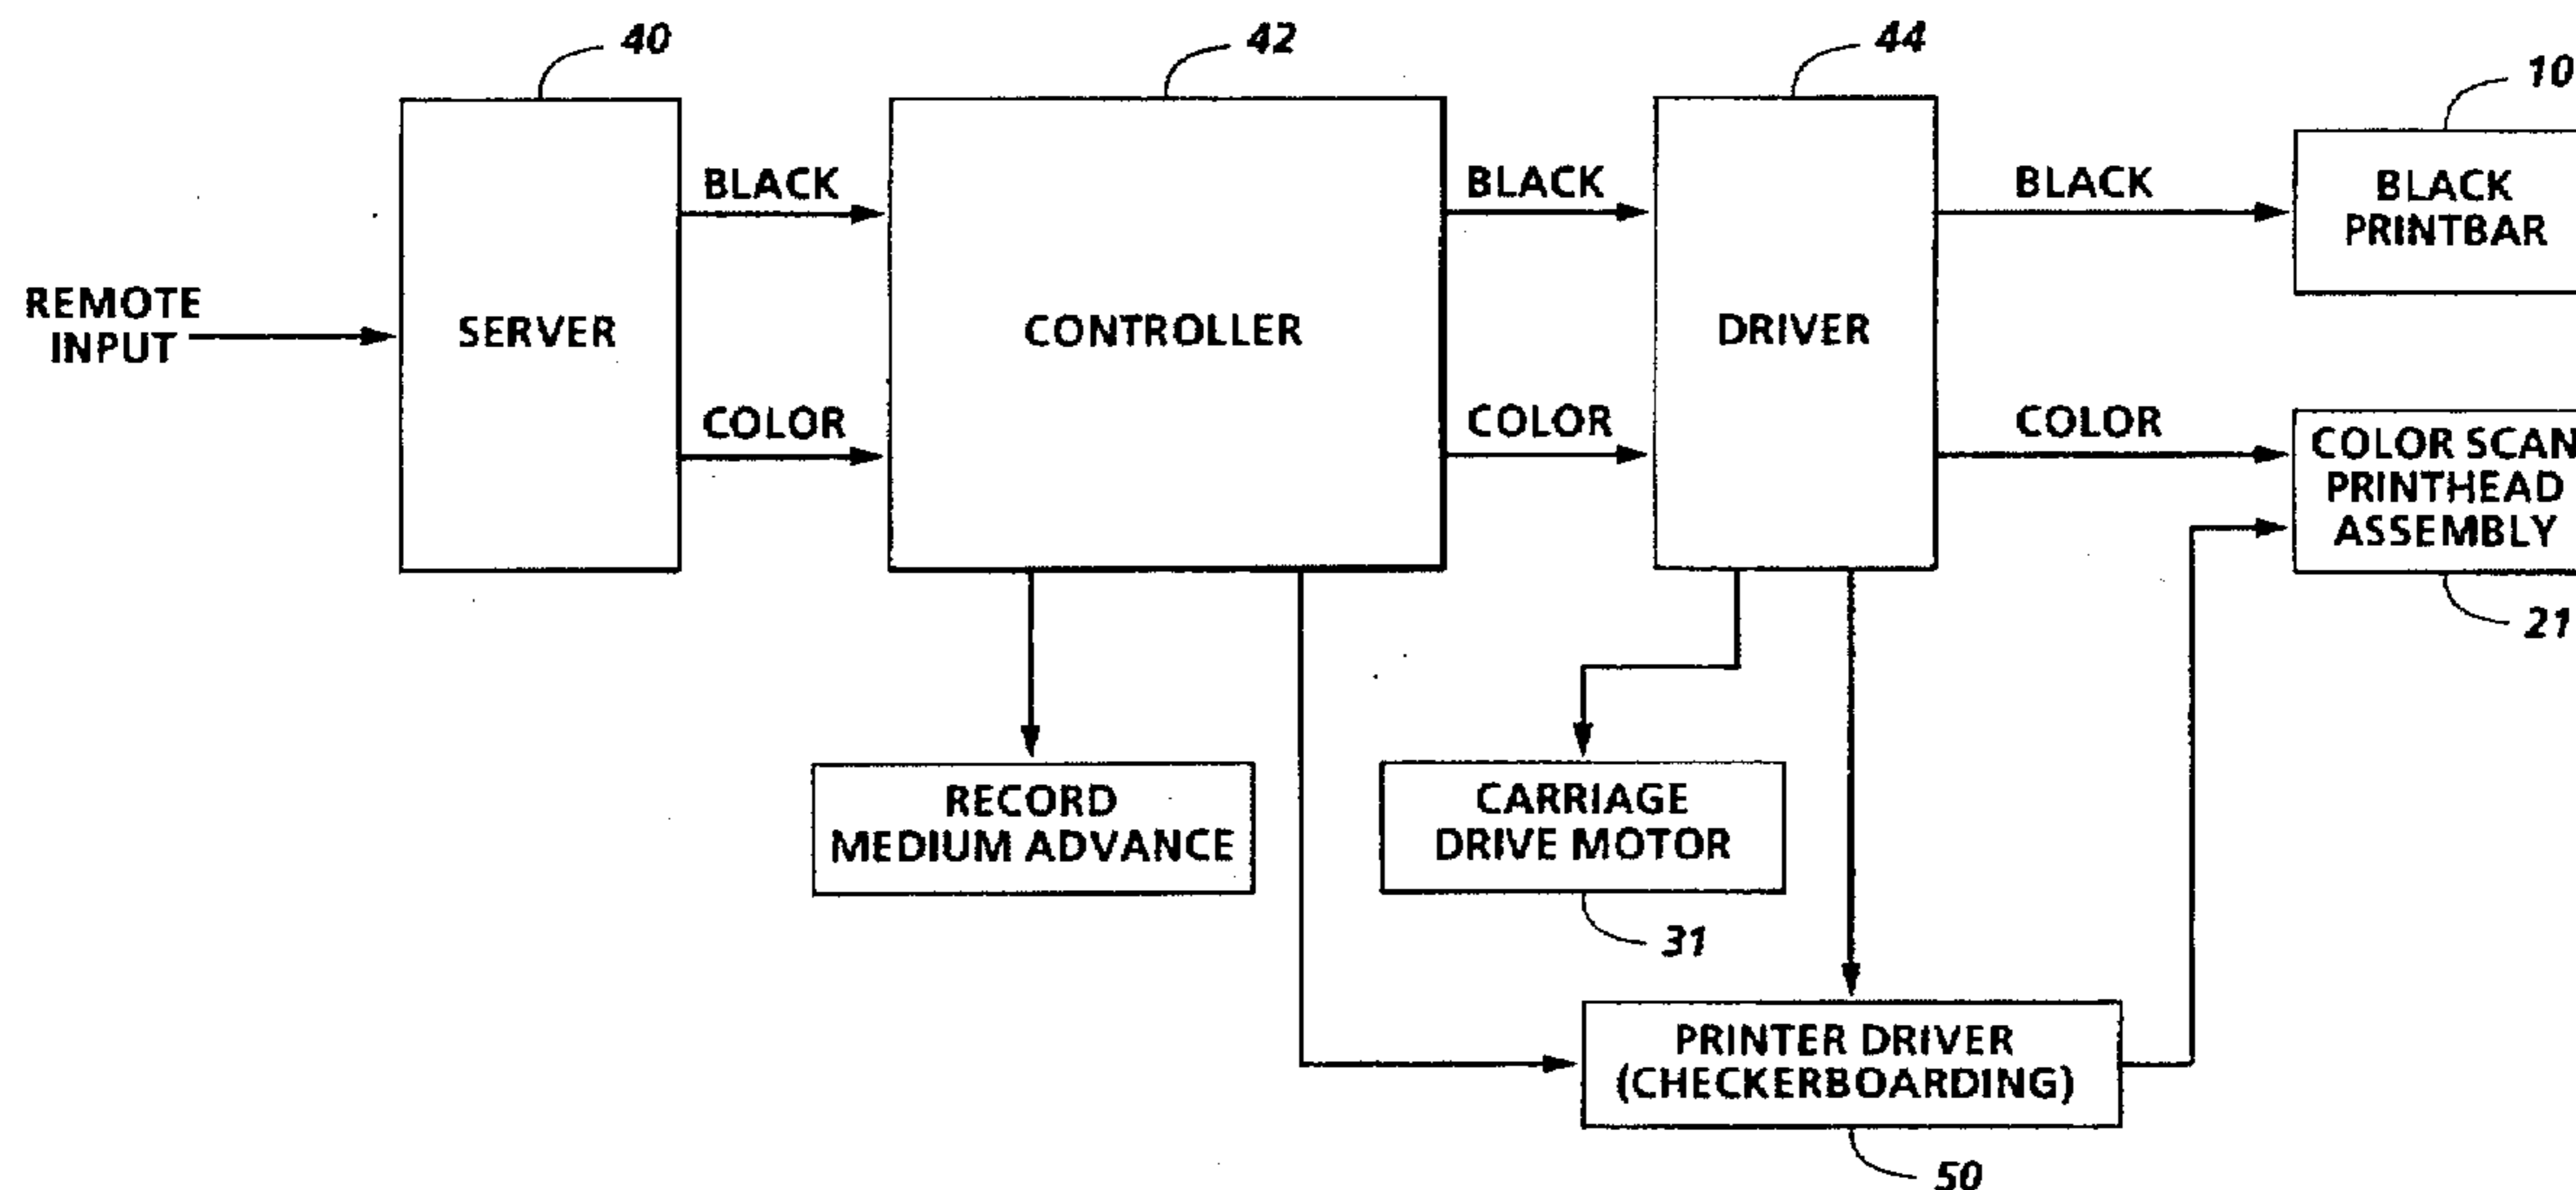 40
42
44
10
BLACK
BLACK
BLACK
BLACK
PRINTBAR
REMOTE
INPUT
SERVER
CONTROLLER
DRIVER
COLOR
COLOR
COLOR
COLOR SCAN
PRINTHEAD
ASSEMBLY
21
RECORD
MEDIUM ADVANCE
CARRIAGE
DRIVE MOTOR
31
PRINTER DRIVER
(CHECKERBOARDING)
50